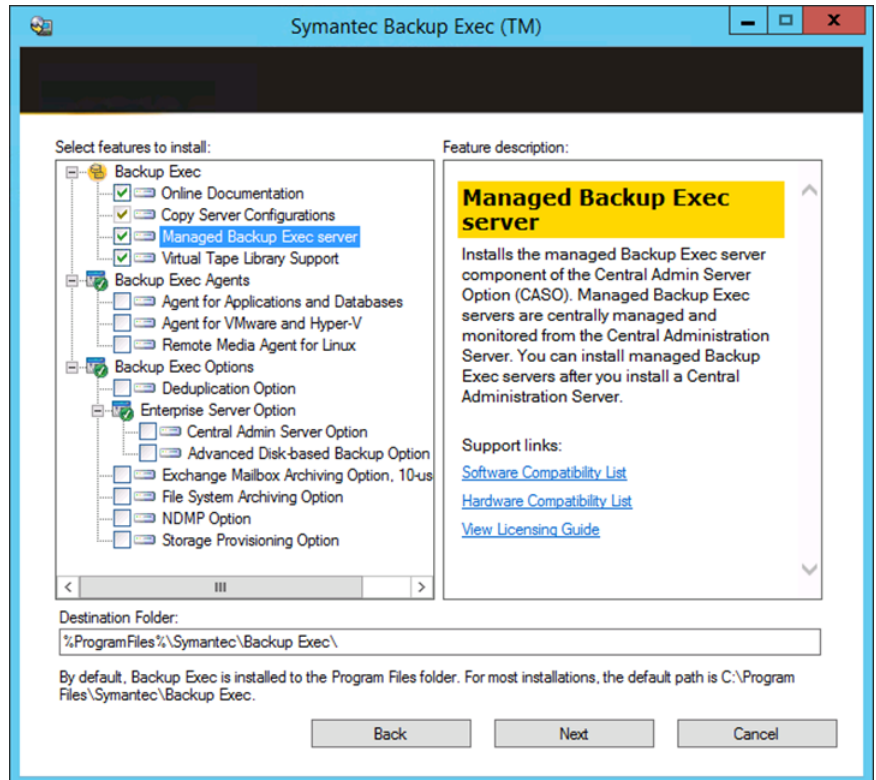 Symantec Backup Exec (TM)
Select features to install:
Backup Exec
Online Documentation
Copy Server Configurations
Managed Backup Exec server
Virtual Tape Library Support
Backup Exec Agents
Agent for Applications and Databases
Agent for VMware and Hyper-V
Remote Media Agent for Linux
Backup Exec Options
Deduplication Option
Enterprise Server Option
Central Admin Server Option
Advanced Disk-based Backup Option
Exchange Mailbox Archiving Option, 10-us
File System Archiving Option
NDMP Option
Storage Provisioning Option
Feature description:
Managed Backup Exec
server
Installs the managed Backup Exec server
component of the Central Admin Server
Option (CASO). Managed Backup Exec
servers are centrally managed and
monitored from the Central Administration
Server. You can install managed Backup
Exec servers after you install a Central
Administration Server.
Support links:
Software Compatibility List
Hardware Compatibility List
View Licensing Guide
Destination Folder:
%ProgramFiles%\Symantec\Backup Exec\
By default, Backup Exec is installed to the Program Files folder. For most installations, the default path is C:\Program
Files\Symantec\Backup Exec.
Back
Next
Cancel